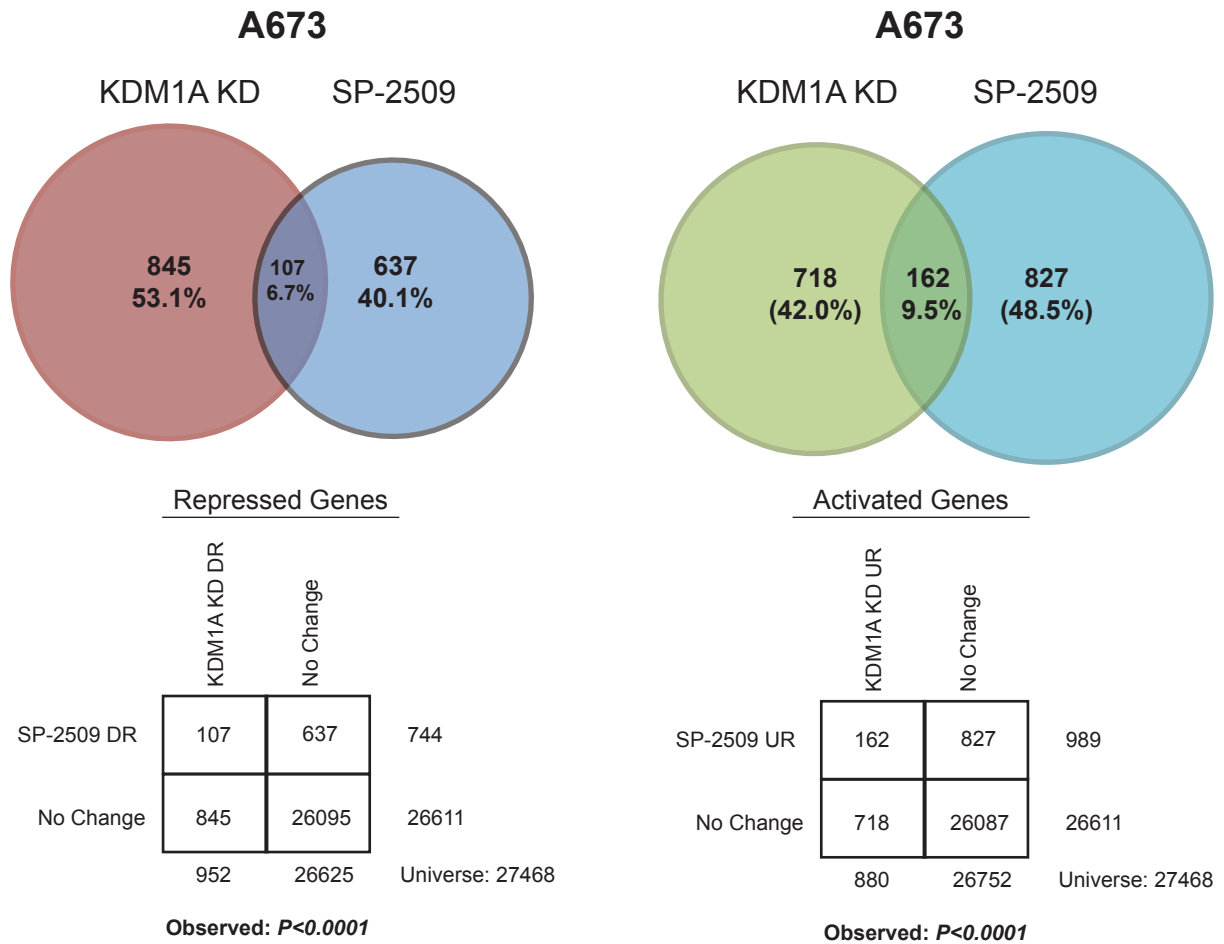 A673
KDM1A KD SP-2509
845 107 637
53.1% 6.7% 40.1%
Repressed Genes
KDM1A KD DR
No Change
SP-2509 DR 107 637 744
No Change 845 26095 26611
952 26625 Universe: 27468
Observed: P<0.0001
A673
KDM1A KD SP-2509
718 162 827
(42.0%) 9.5% (48.5%)
Activated Genes
KDM1A KD UR
No Change
SP-2509 UR 162 827 989
No Change 718 26087 26611
880 26752 Universe: 27468
Observed: P<0.0001